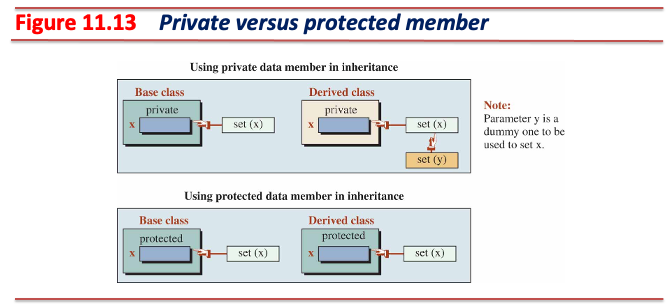 Figure 11.13 Private versus protected member
Using private data member in inheritance
Base class
private
x
set (x)
Derived class
private
x
set (x)
set (y)
Note:
Parameter y is a
dummy one to be
used to set x.
Using protected data member in inheritance
Base class
protected
x
set (x)
Derived class
protected
x
set (x)